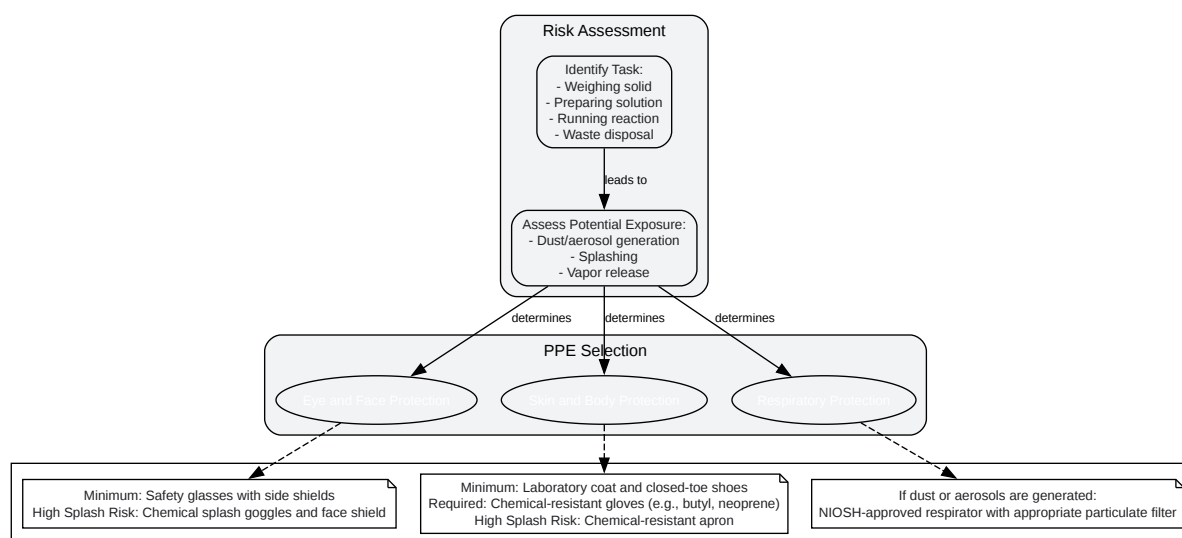 Risk Assessment
Identify Task:
- Weighing solid
- Preparing solution
- Running reaction
- Waste disposal
leads to
Assess Potential Exposure:
- Dust/aerosol generation
- Splashing
- Vapor release
determines
determines
determines
PPE Selection
Eye and Face Protection
Skin and Body Protection
Respiratory Protection
Minimum: Safety glasses with side shields
High Splash Risk: Chemical splash goggles and face shield
Minimum: Laboratory coat and closed-toe shoes
Required: Chemical-resistant gloves (e.g., butyl, neoprene)
High Splash Risk: Chemical-resistant apron
If dust or aerosols are generated:
NIOSH-approved respirator with appropriate particulate filter